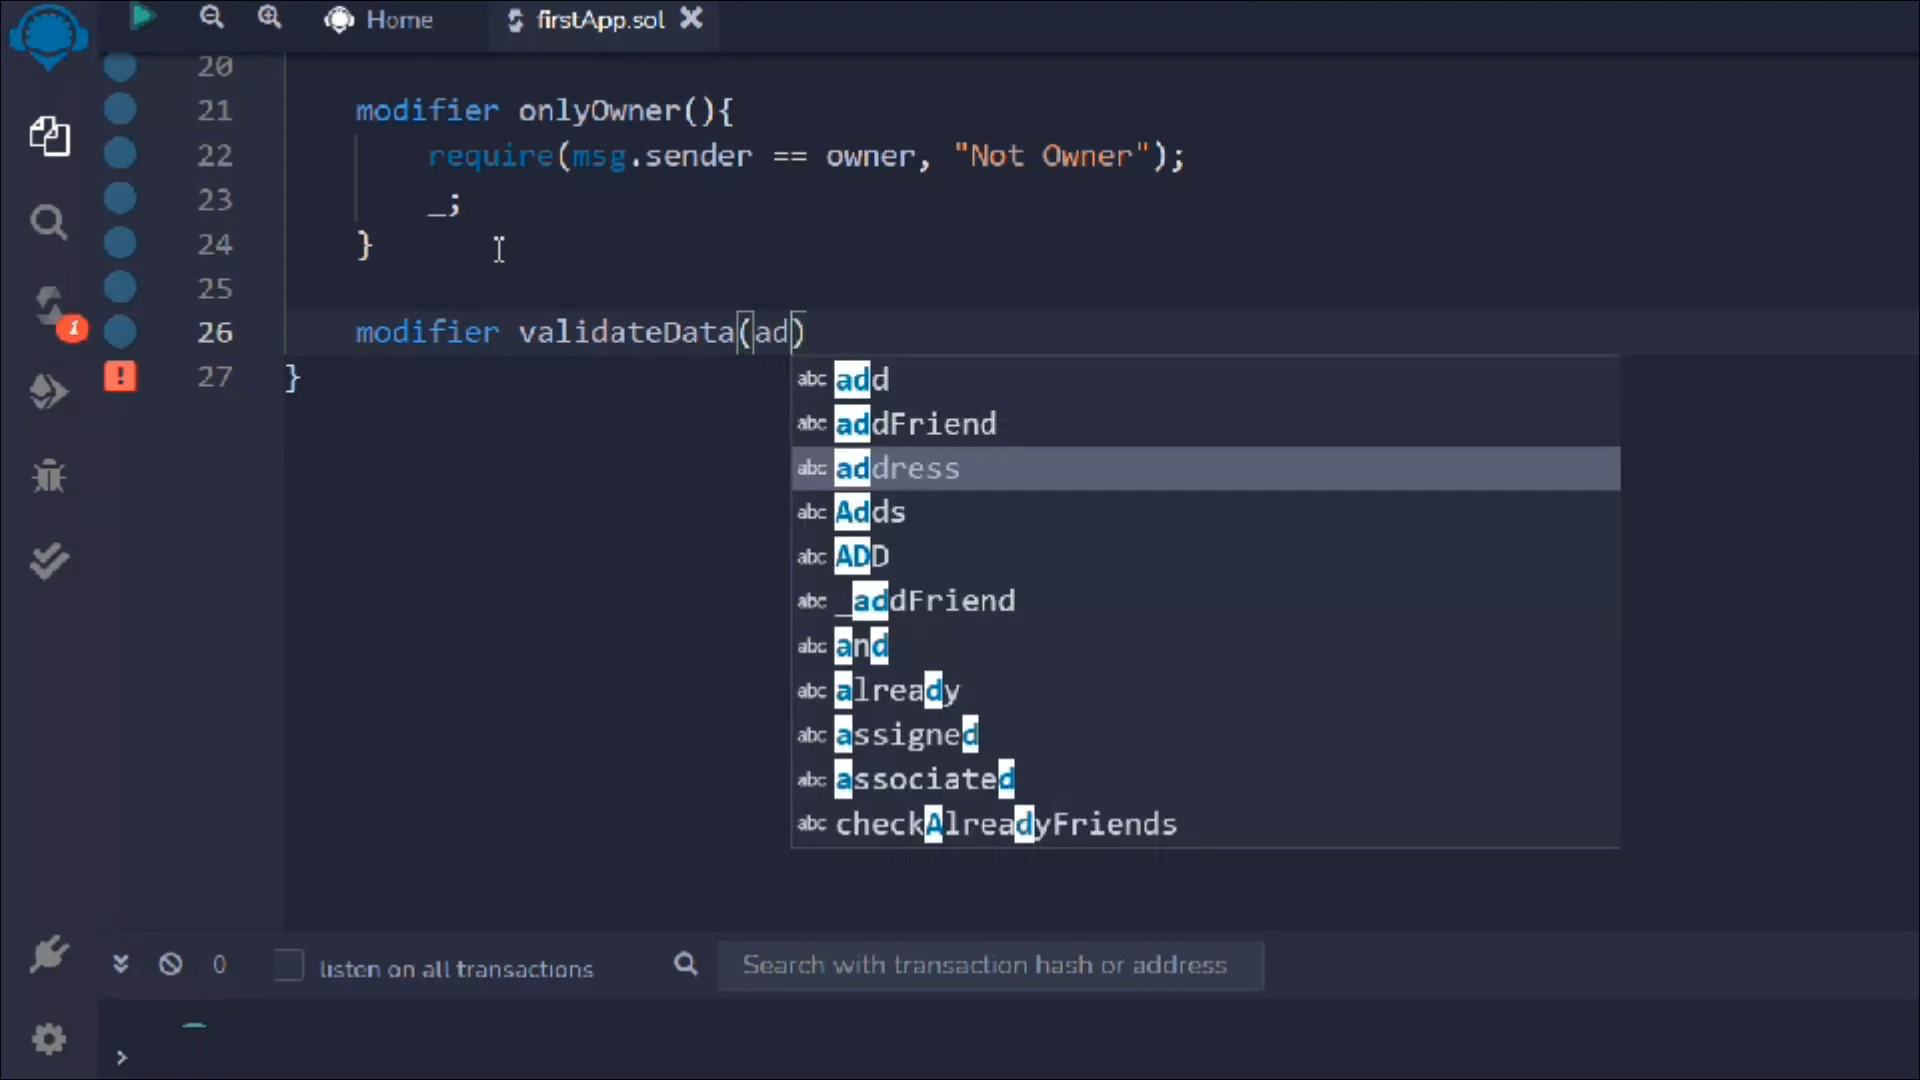 Home firstApp.sol
20
21 modifier onlyOwner(){
22 require(msg.sender == owner, "Not Owner");
23 _;
24 }
25
26 modifier validateData(ad)
27 }
abc add
abc addFriend
abc address
abc Adds
abc ADD
abc _addFriend
abc and
abc already
abc assigned
abc associated
abc checkAlreadyFriends
1
!
0 listen on all transactions Search with transaction hash or address
>